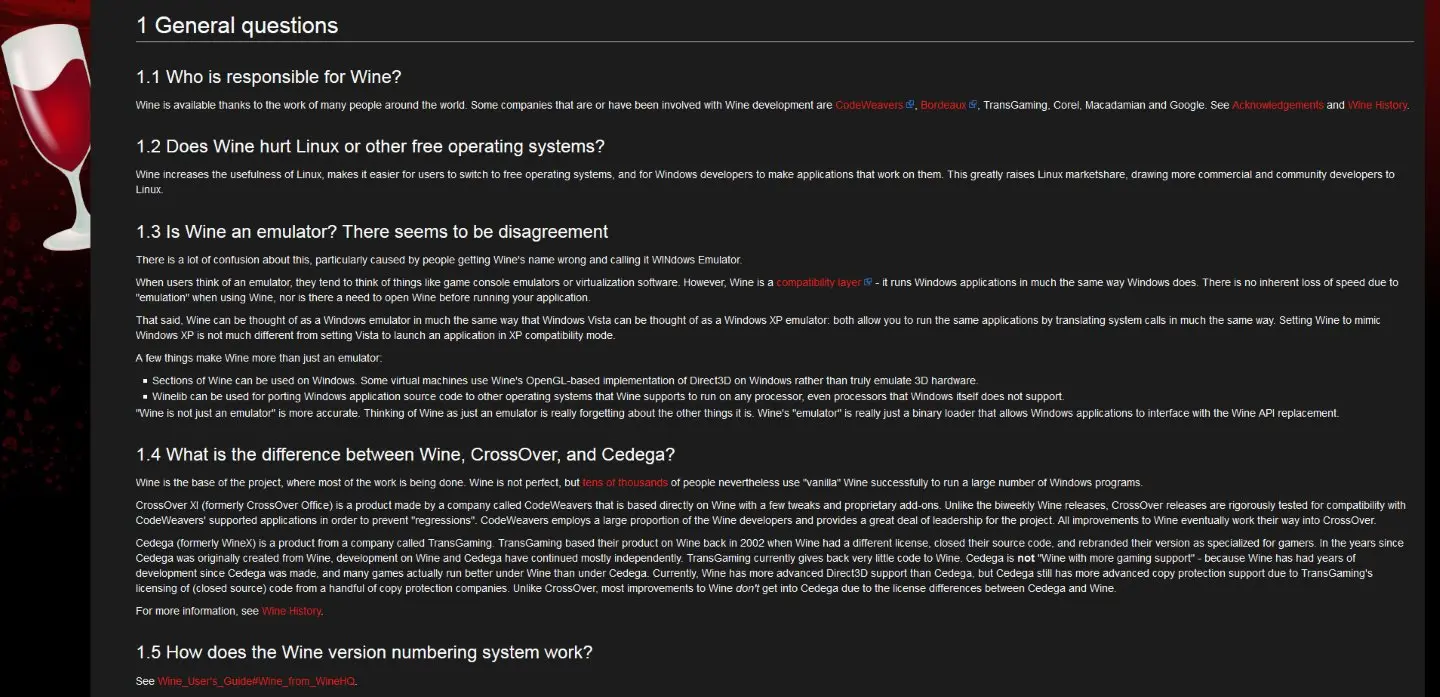 1 General questions
1.1 Who is responsible for Wine?
Wine is available thanks to the work of many people around the world. Some companies that are or have been involved with Wine development are CodeWeavers, Bordeaux, TransGaming, Corel, Macadamian and Google. See Acknowledgements and Wine History.
1.2 Does Wine hurt Linux or other free operating systems?
Wine increases the usefulness of Linux, makes it easier for users to switch to free operating systems, and for Windows developers to make applications that work on them. This greatly raises Linux marketshare, drawing more commercial and community developers to
Linux.
1.3 Is Wine an emulator? There seems to be disagreement
There is a lot of confusion about this, particularly caused by people getting Wine's name wrong and calling it WINdows Emulator.
When users think of an emulator, they tend to think of things like game console emulators or virtualization software. However, Wine is a compatibility layer - it runs Windows applications in much the same way Windows does. There is no inherent loss of speed due to
"emulation" when using Wine, nor is there a need to open Wine before running your application.
That said, Wine can be thought of as a Windows emulator in much the same way that Windows Vista can be thought of as a Windows XP emulator: both allow you to run the same applications by translating system calls in much the same way. Setting Wine to mimic
Windows XP is not much different from setting Vista to launch an application in XP compatibility mode.
A few things make Wine more than just an emulator:
▪ Sections of Wine can be used on Windows. Some virtual machines use Wine's OpenGL-based implementation of Direct3D on Windows rather than truly emulate 3D hardware.
▪ Winelib can be used for porting Windows application source code to other operating systems that Wine supports to run on any processor, even processors that Windows itself does not support.
"Wine is not just an emulator" is more accurate. Thinking of Wine as just an emulator is really forgetting about the other things it is. Wine's "emulator" is really just a binary loader that allows Windows applications to interface with the Wine API replacement.
1.4 What is the difference between Wine, CrossOver, and Cedega?
Wine is the base of the project, where most of the work is being done. Wine is not perfect, but tens of thousands of people nevertheless use "vanilla" Wine successfully to run a large number of Windows programs.
CrossOver XI (formerly CrossOver Office) is a product made by a company called CodeWeavers that is based directly on Wine with a few tweaks and proprietary add-ons. Unlike the biweekly Wine releases, CrossOver releases are rigorously tested for compatibility with
CodeWeavers' supported applications in order to prevent "regressions". CodeWeavers employs a large proportion of the Wine developers and provides a great deal of leadership for the project. All improvements to Wine eventually work their way into CrossOver.
Cedega (formerly WineX) is a product from a company called TransGaming. TransGaming based their product on Wine back in 2002 when Wine had a different license, closed their source code, and rebranded their version as specialized for gamers. In the years since
Cedega was originally created from Wine, development on Wine and Cedega have continued mostly independently. TransGaming currently gives back very little code to Wine. Cedega is not "Wine with more gaming support" - because Wine has had years of
development since Cedega was made, and many games actually run better under Wine than under Cedega. Currently, Wine has more advanced Direct3D support than Cedega, but Cedega still has more advanced copy protection support due to TransGaming's
licensing of (closed source) code from a handful of copy protection companies. Unlike CrossOver, most improvements to Wine don't get into Cedega due to the license differences between Cedega and Wine.
For more information, see Wine History.
1.5 How does the Wine version numbering system work?
See Wine_User's_Guide#Wine_from_WineHQ.